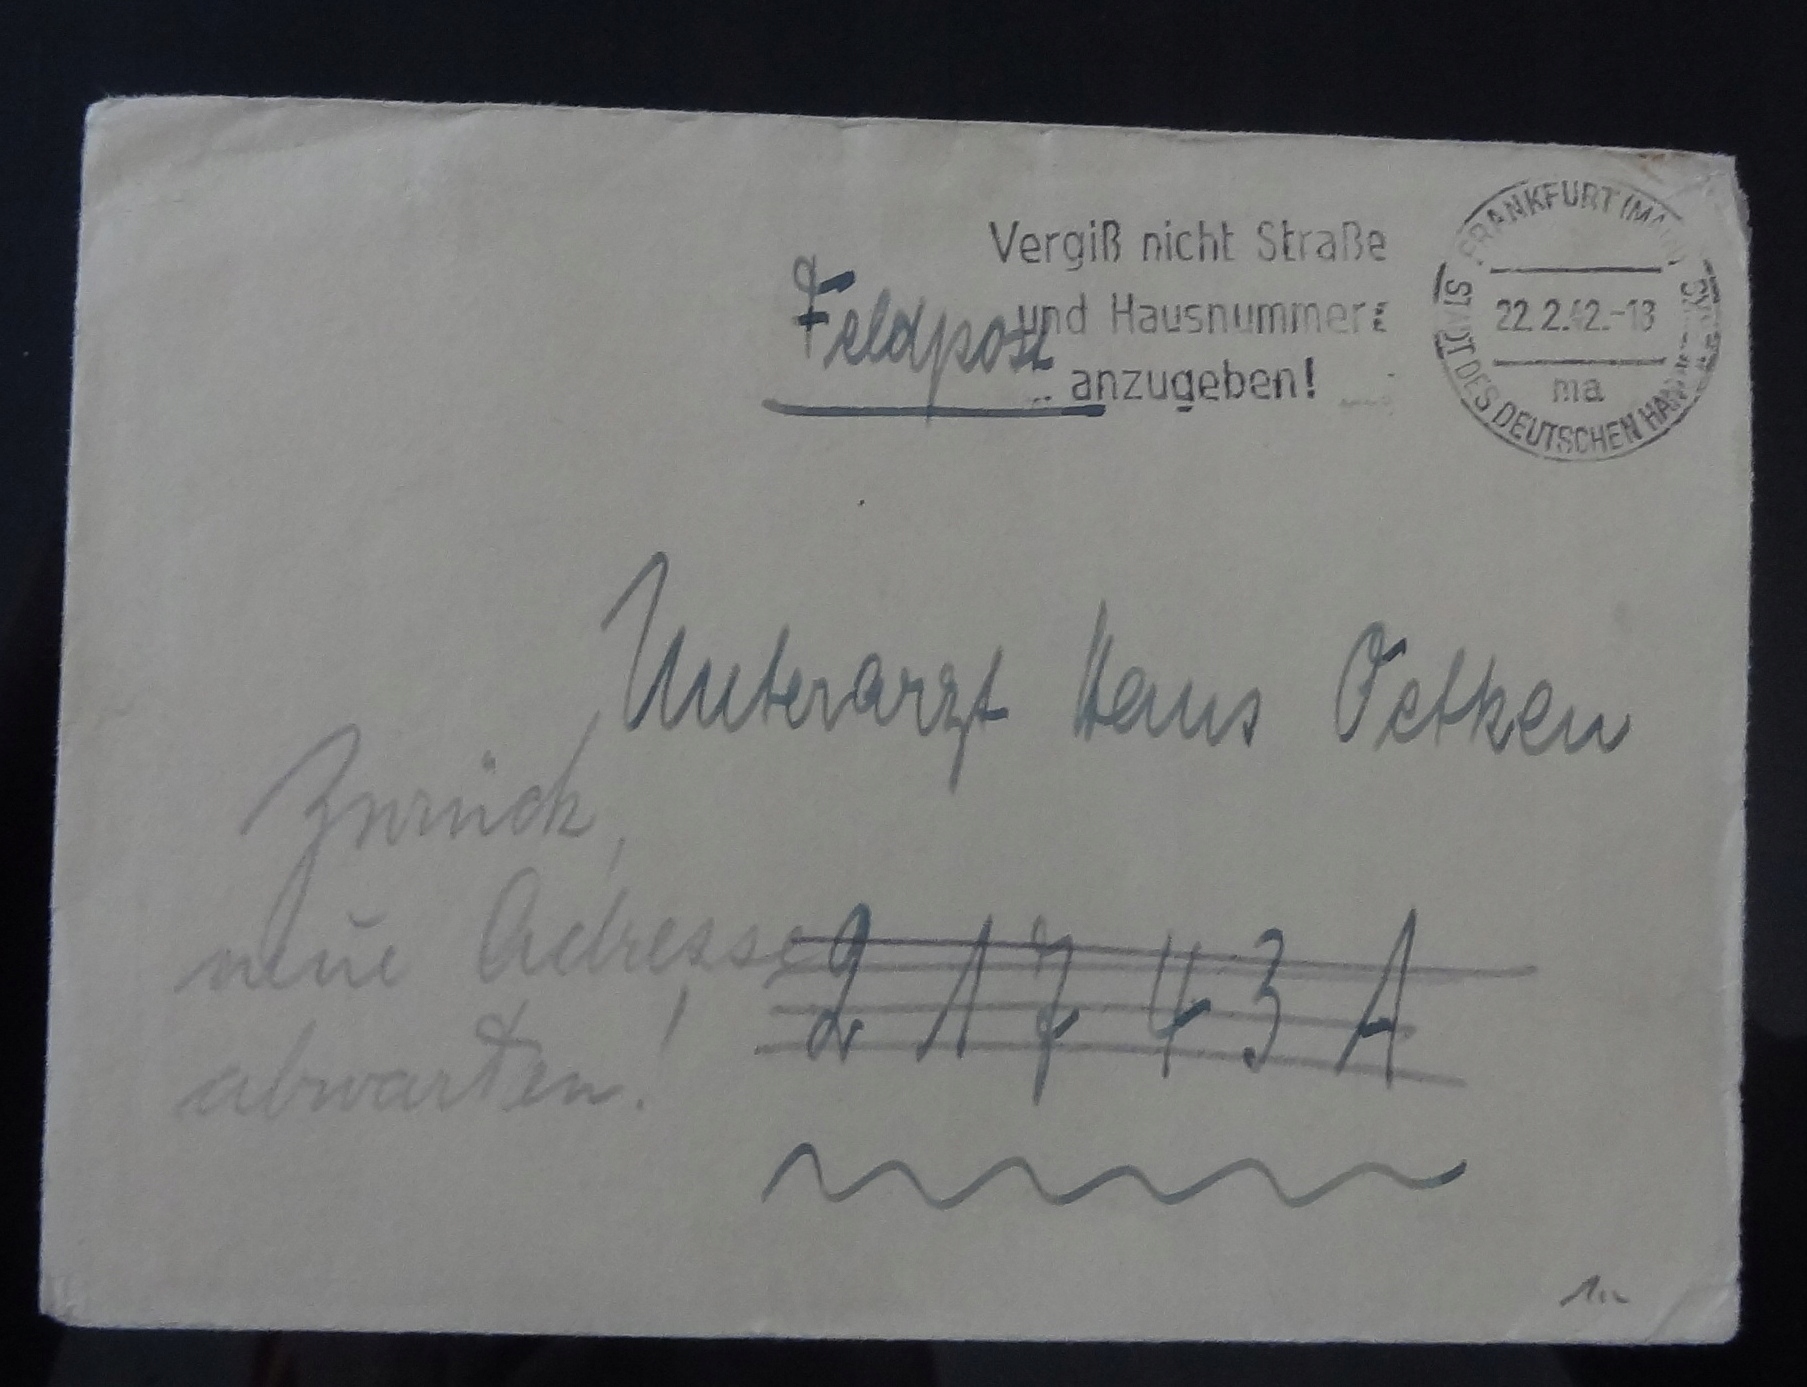 Vergiß nicht Straße
und Hausnummer
anzugeben!
FRANKFURT (MAIN)
22.2.42.-13
ma
STADT DES DEUTSCHEN HANDWERKS
Feldpost
Unterarzt Hans Oetken
Zurück,
neue Adresse
abwarten!
21743 A